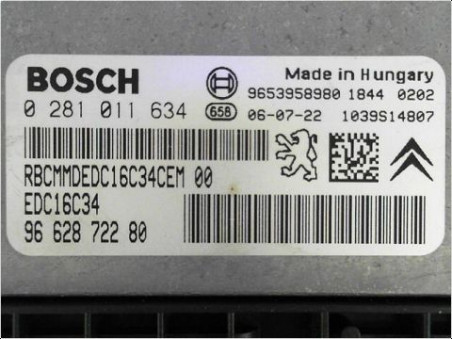 BOSCH
Made in Hungary
9653958980 1844 0202
0 281 011 634 658 06-07-22 1039S14807
RBCMMDEDC16C34CEM 00
EDC16C34
96 628 722 80